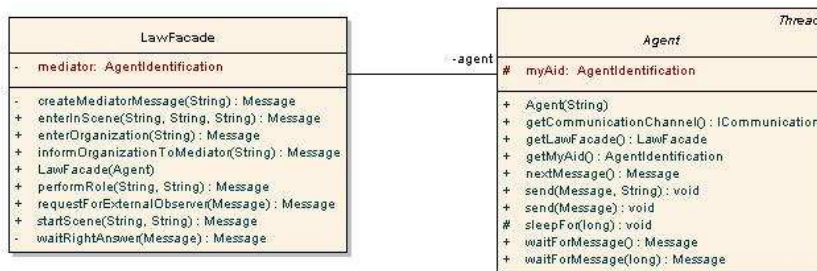 LawFacade
- mediator: AgentIdentification
- createMediatorMessage(String) : Message
+ enterInScene(String, String, String) : Message
+ enterOrganization(String) : Message
+ informOrganizationToMediator(String) : Message
+ LawFacade(Agent)
+ performRole(String, String) : Message
+ requestForExternalObserver(Message) : Message
+ startScene(String, String) : Message
- waitRightAnswer(Message) : Message
-agent
Thread
Agent
# myAid: AgentIdentification
+ Agent(String)
+ getCommunicationChannel() : ICommunication
+ getLawFacade() : LawFacade
+ getMyAid() : AgentIdentification
+ nextMessage() : Message
+ send(Message, String) : void
+ send(Message) : void
# sleepFor(long) : void
+ waitForMessage() : Message
+ waitForMessage(long) : Message